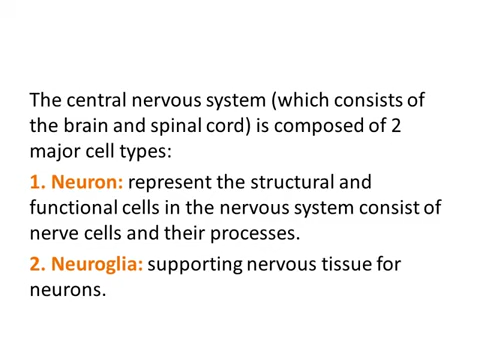 The central nervous system (which consists of
the brain and spinal cord) is composed of 2
major cell types:
1. Neuron: represent the structural and
functional cells in the nervous system consist of
nerve cells and their processes.
2. Neuroglia: supporting nervous tissue for
neurons.